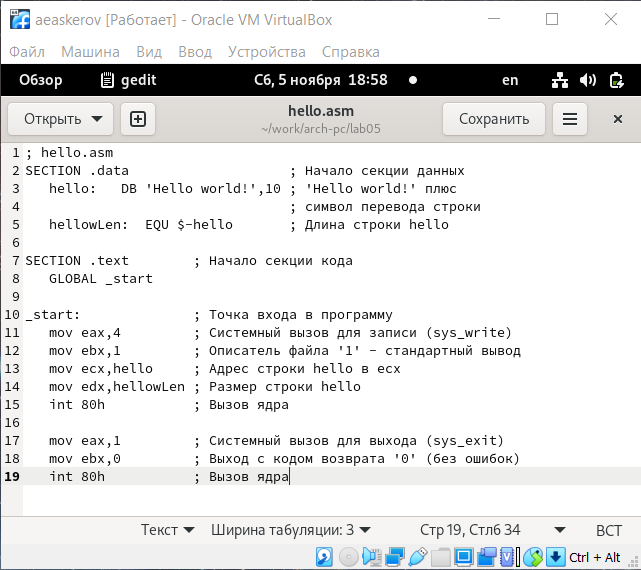 aeaskerov [Работает] - Oracle VM VirtualBox
Файл Машина Вид Ввод Устройства Справка
Обзор gedit Сб, 5 ноября 18:58 en
Открыть hello.asm Сохранить
~/work/arch-pc/lab05
1 ; hello.asm
2 SECTION .data ; Начало секции данных
3 hello: DB 'Hello world!',10 ; 'Hello world!' плюс
4 ; символ перевода строки
5 hellowLen: EQU $-hello ; Длина строки hello
6
7 SECTION .text ; Начало секции кода
8 GLOBAL _start
9
10 _start: ; Точка входа в программу
11 mov eax,4 ; Системный вызов для записи (sys_write)
12 mov ebx,1 ; Описатель файла '1' - стандартный вывод
13 mov ecx,hello ; Адрес строки hello в ecx
14 mov edx,hellowLen ; Размер строки hello
15 int 80h ; Вызов ядра
16
17 mov eax,1 ; Системный вызов для выхода (sys_exit)
18 mov ebx,0 ; Выход с кодом возврата '0' (без ошибок)
19 int 80h ; Вызов ядра
Текст Ширина табуляции: 3 Стр 19, Стлб 34 ВСТ
Ctrl + Alt